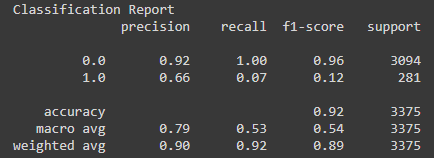 Classification Report
precision recall f1-score support
0.0 0.92 1.00 0.96 3094
1.0 0.66 0.07 0.12 281
accuracy 0.92 3375
macro avg 0.79 0.53 0.54 3375
weighted avg 0.90 0.92 0.89 3375